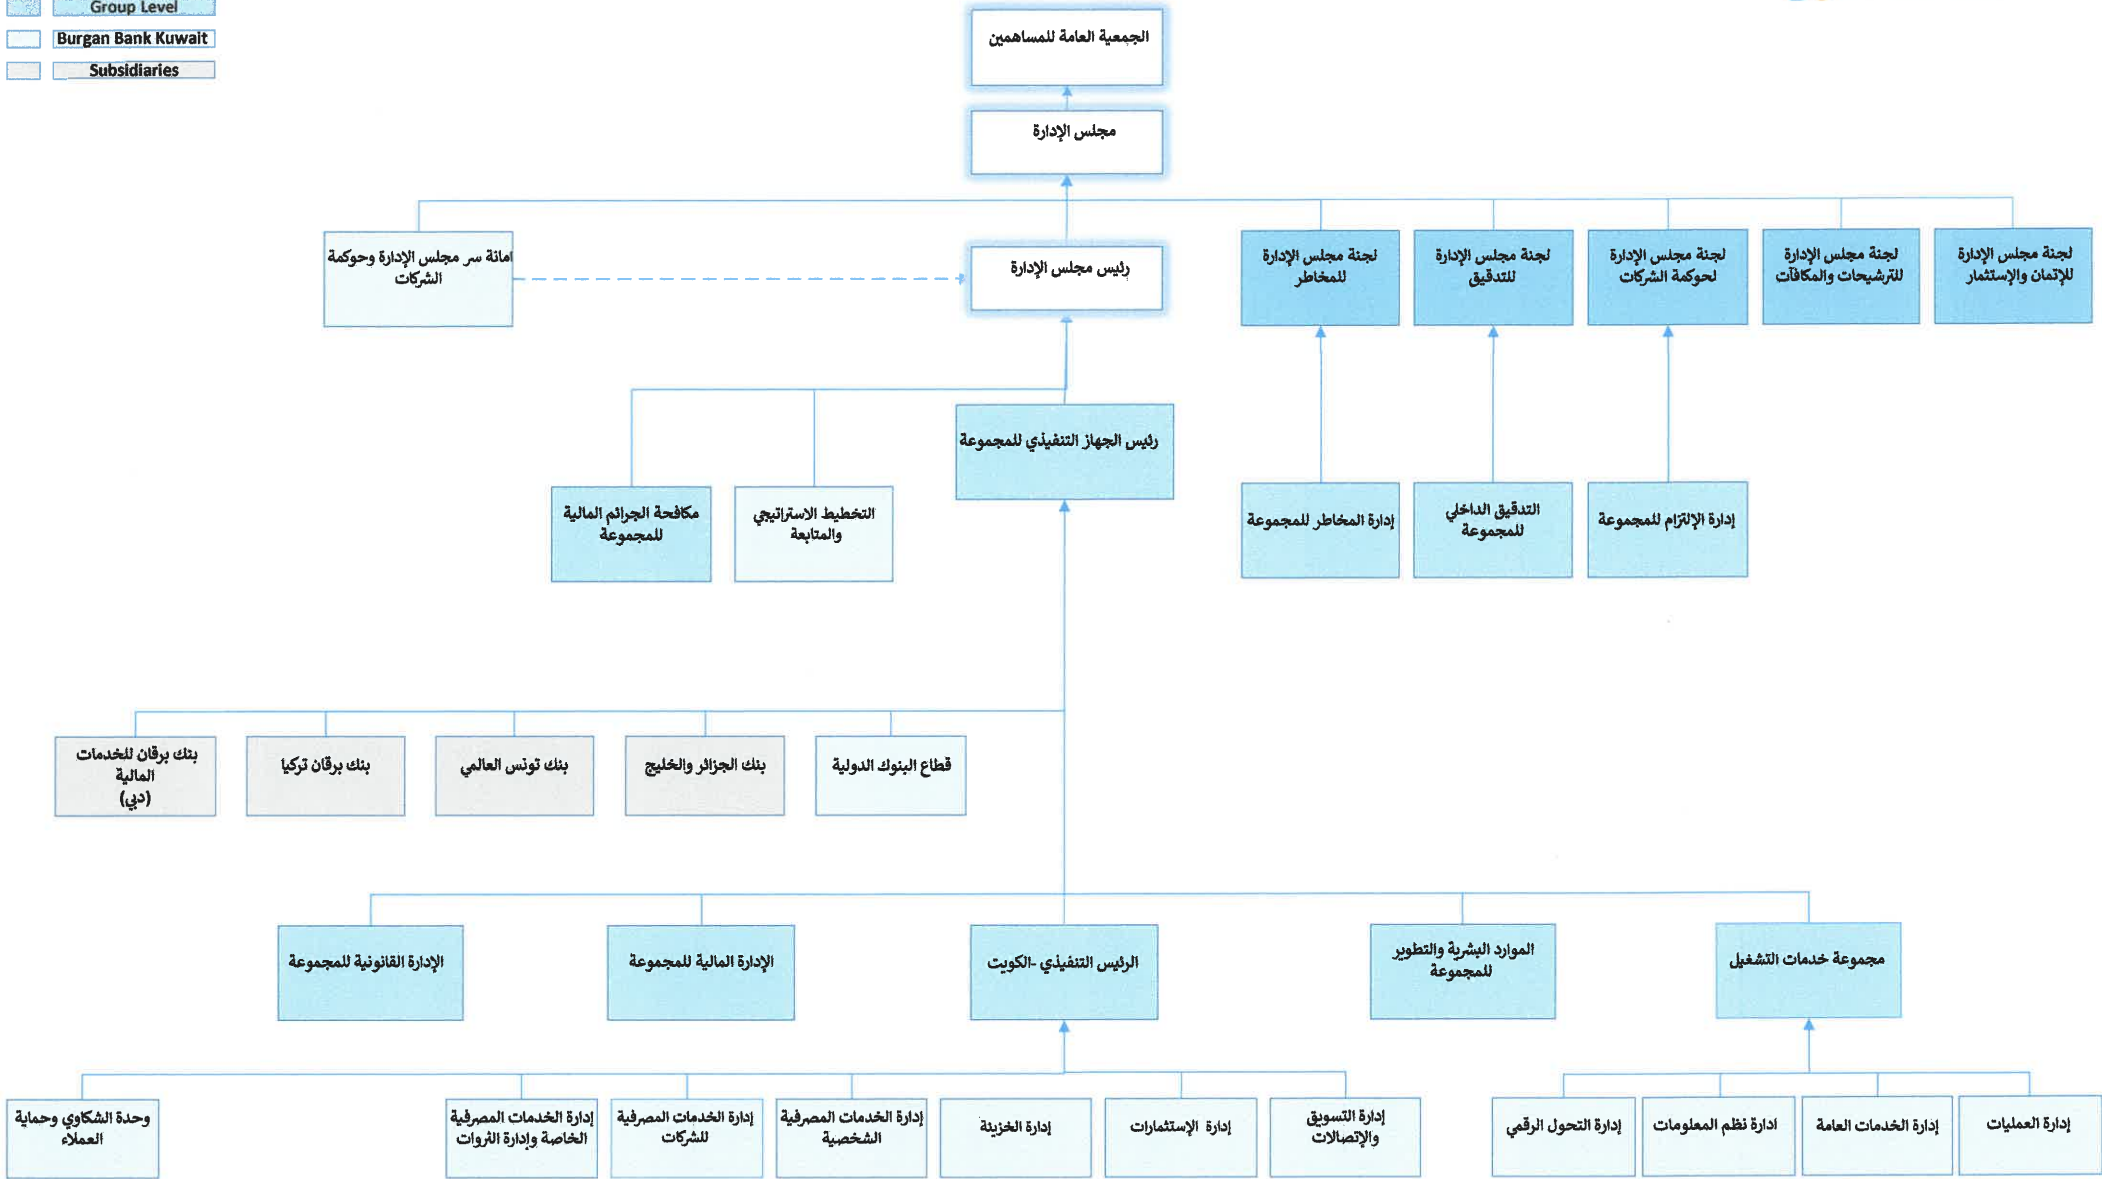 Group Level
Burgan Bank Kuwait
Subsidiaries
الجمعية العامة للمساهمين
مجلس الإدارة
امانة سر مجلس الإدارة وحوكمة
الشركات
رئيس مجلس الإدارة
لجنة مجلس الإدارة
للمخاطر
لجنة مجلس الإدارة
للتدقيق
لجنة مجلس الإدارة
لحوكمة الشركات
لجنة مجلس الإدارة
للترشيحات والمكافآت
لجنة مجلس الإدارة
للإتمان والإستثمار
رئيس الجهاز التنفيذي للمجموعة
مكافحة الجرائم المالية
للمجموعة
التخطيط الاستراتيجي
والمتابعة
إدارة المخاطر للمجموعة
التدقيق الداخلي
للمجموعة
إدارة الإلتزام للمجموعة
بنك برقان للخدمات
المالية
(دبي)
بنك برقان تركيا
بنك تونس العالمي
بنك الجزائر والخليج
قطاع البنوك الدولية
الإدارة القانونية للمجموعة
الإدارة المالية للمجموعة
الرئيس التنفيذي -الكويت
الموارد البشرية والتطوير
للمجموعة
مجموعة خدمات التشغيل
وحدة الشكاوي وحماية
العملاء
إدارة الخدمات المصرفية
الخاصة وإدارة الثروات
إدارة الخدمات المصرفية
للشركات
إدارة الخدمات المصرفية
الشخصية
إدارة الخزينة
إدارة الإستثمارات
إدارة التسويق
والإتصالات
إدارة التحول الرقمي
ادارة نظم المعلومات
إدارة الخدمات العامة
إدارة العمليات